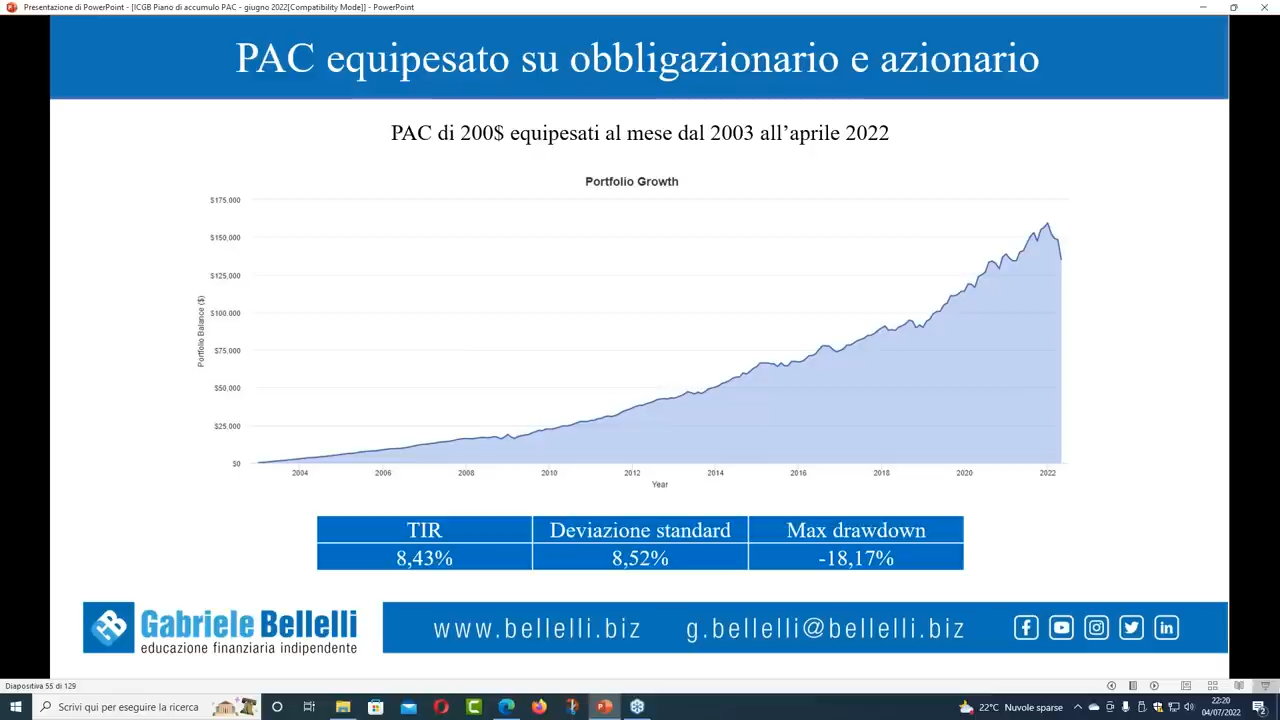 Presentazione di PowerPoint - [ICGB Piano di accumulo PAC - giugno 2022[Compatibility Mode]] - PowerPoint
PAC equipesato su obbligazionario e azionario
PAC di 200$ equipesati al mese dal 2003 all'aprile 2022
Portfolio Growth
$175,000
$150,000
$125,000
$100,000
$75,000
$50,000
$25,000
$0
Portfolio Balance ($)
2004 2006 2008 2010 2012 2014 2016 2018 2020 2022
Year
TIR Deviazione standard Max drawdown
8,43% 8,52% -18,17%
Gabriele Bellelli
educazione finanziaria indipendente
www.bellelli.biz g.bellelli@bellelli.biz
Diapositiva 55 di 129
Scrivi qui per eseguire la ricerca
22°C Nuvole sparse
22:20
04/07/2022